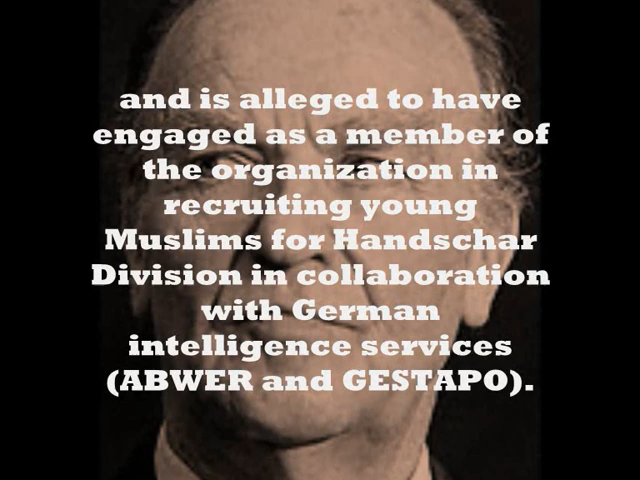 and is alleged to have
engaged as a member of
the organization in
recruiting young
Muslims for Handschar
Division in collaboration
with German
intelligence services
(ABWER and GESTAPO).